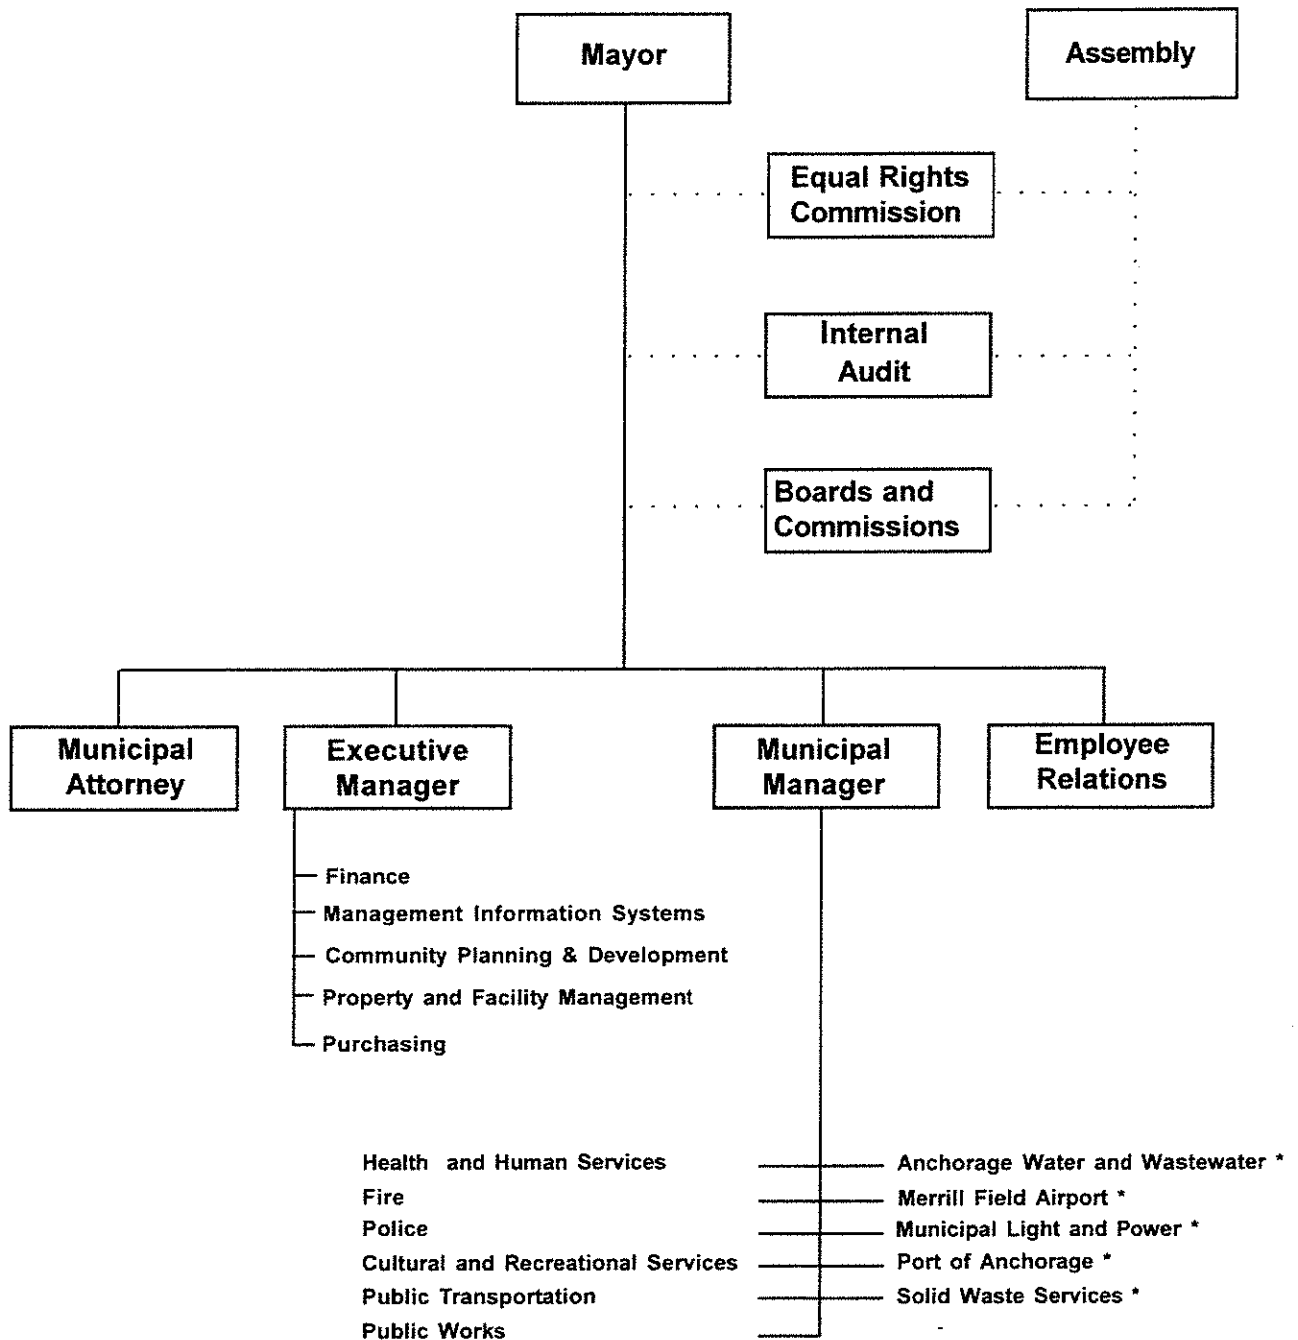 Mayor
Assembly
Equal Rights
Commission
Internal
Audit
Boards and
Commissions
Municipal
Attorney
Executive
Manager
Municipal
Manager
Employee
Relations
Finance
Management Information Systems
Community Planning & Development
Property and Facility Management
Purchasing
Health and Human Services
Anchorage Water and Wastewater *
Fire
Merrill Field Airport *
Police
Municipal Light and Power *
Cultural and Recreational Services
Port of Anchorage *
Public Transportation
Solid Waste Services *
Public Works